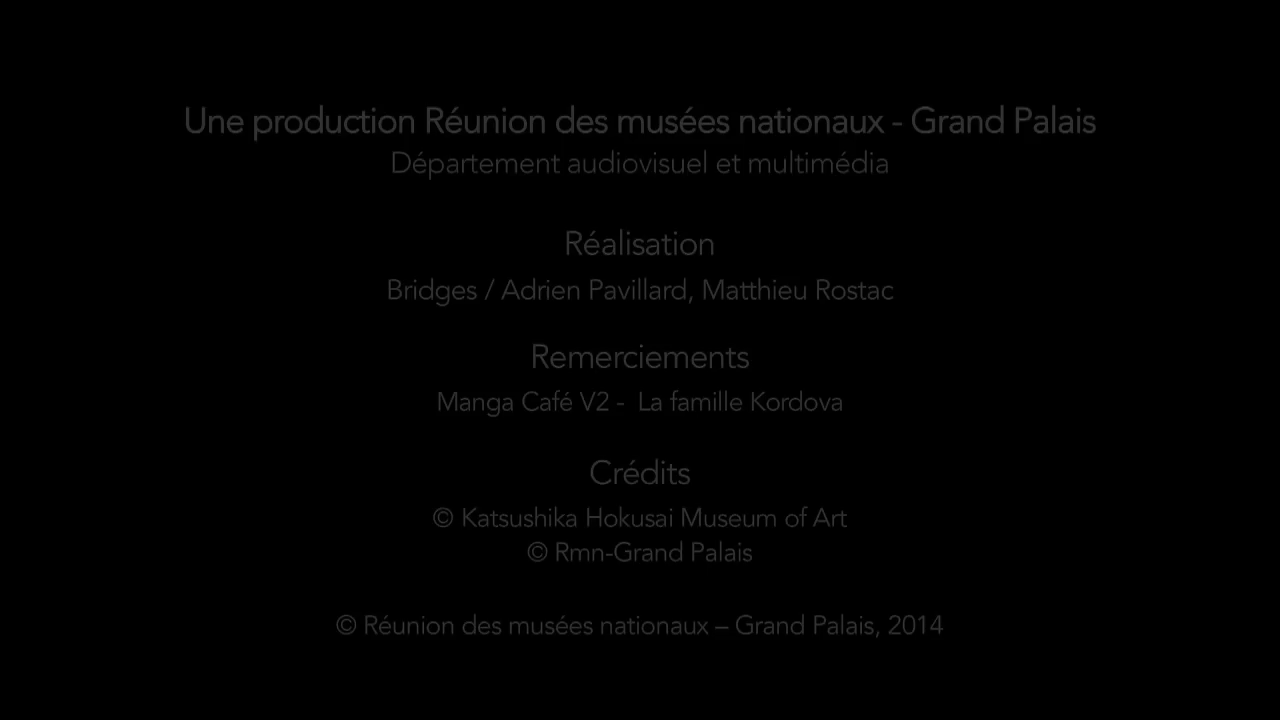 Une production Réunion des musées nationaux - Grand Palais
Département audiovisuel et multimédia
Réalisation
Bridges / Adrien Pavillard, Matthieu Rostac
Remerciements
Manga Café V2 - La famille Kordova
Crédits
© Katsushika Hokusai Museum of Art
© Rmn-Grand Palais
© Réunion des musées nationaux – Grand Palais, 2014